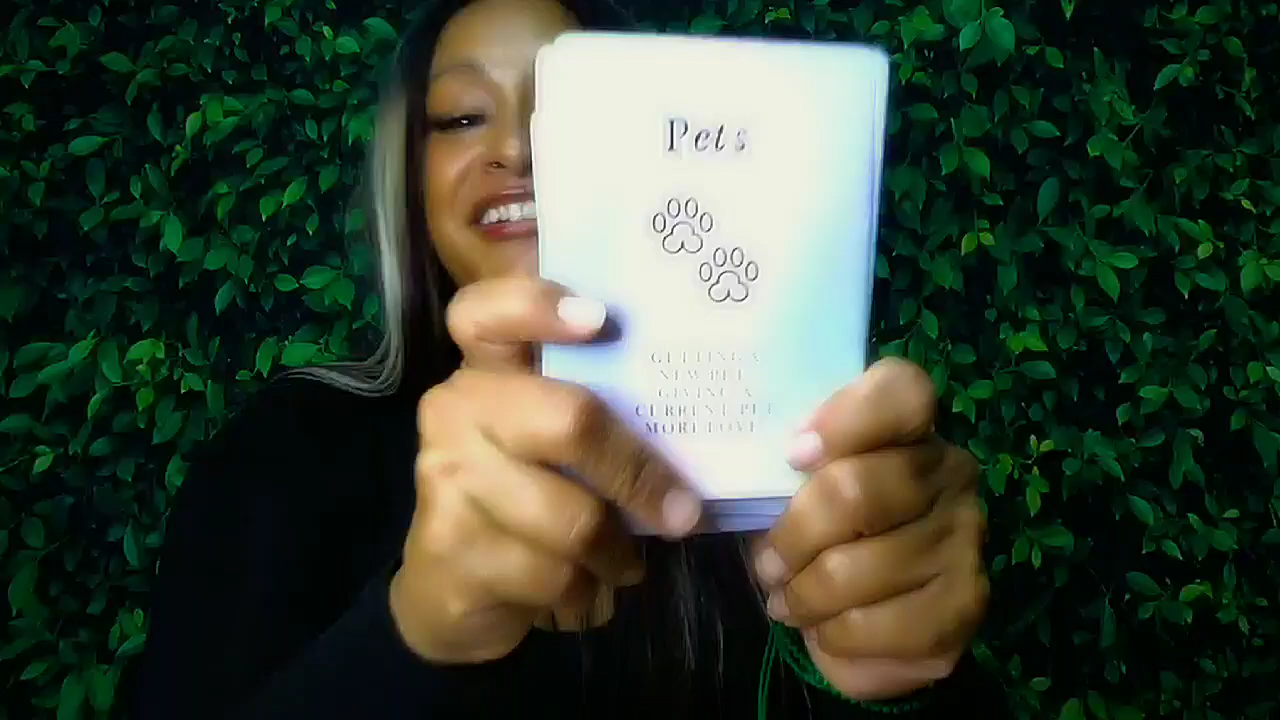 Pets
GETTING A
NEW PET
GIVING A
CURRENT PET
MORE LOVE